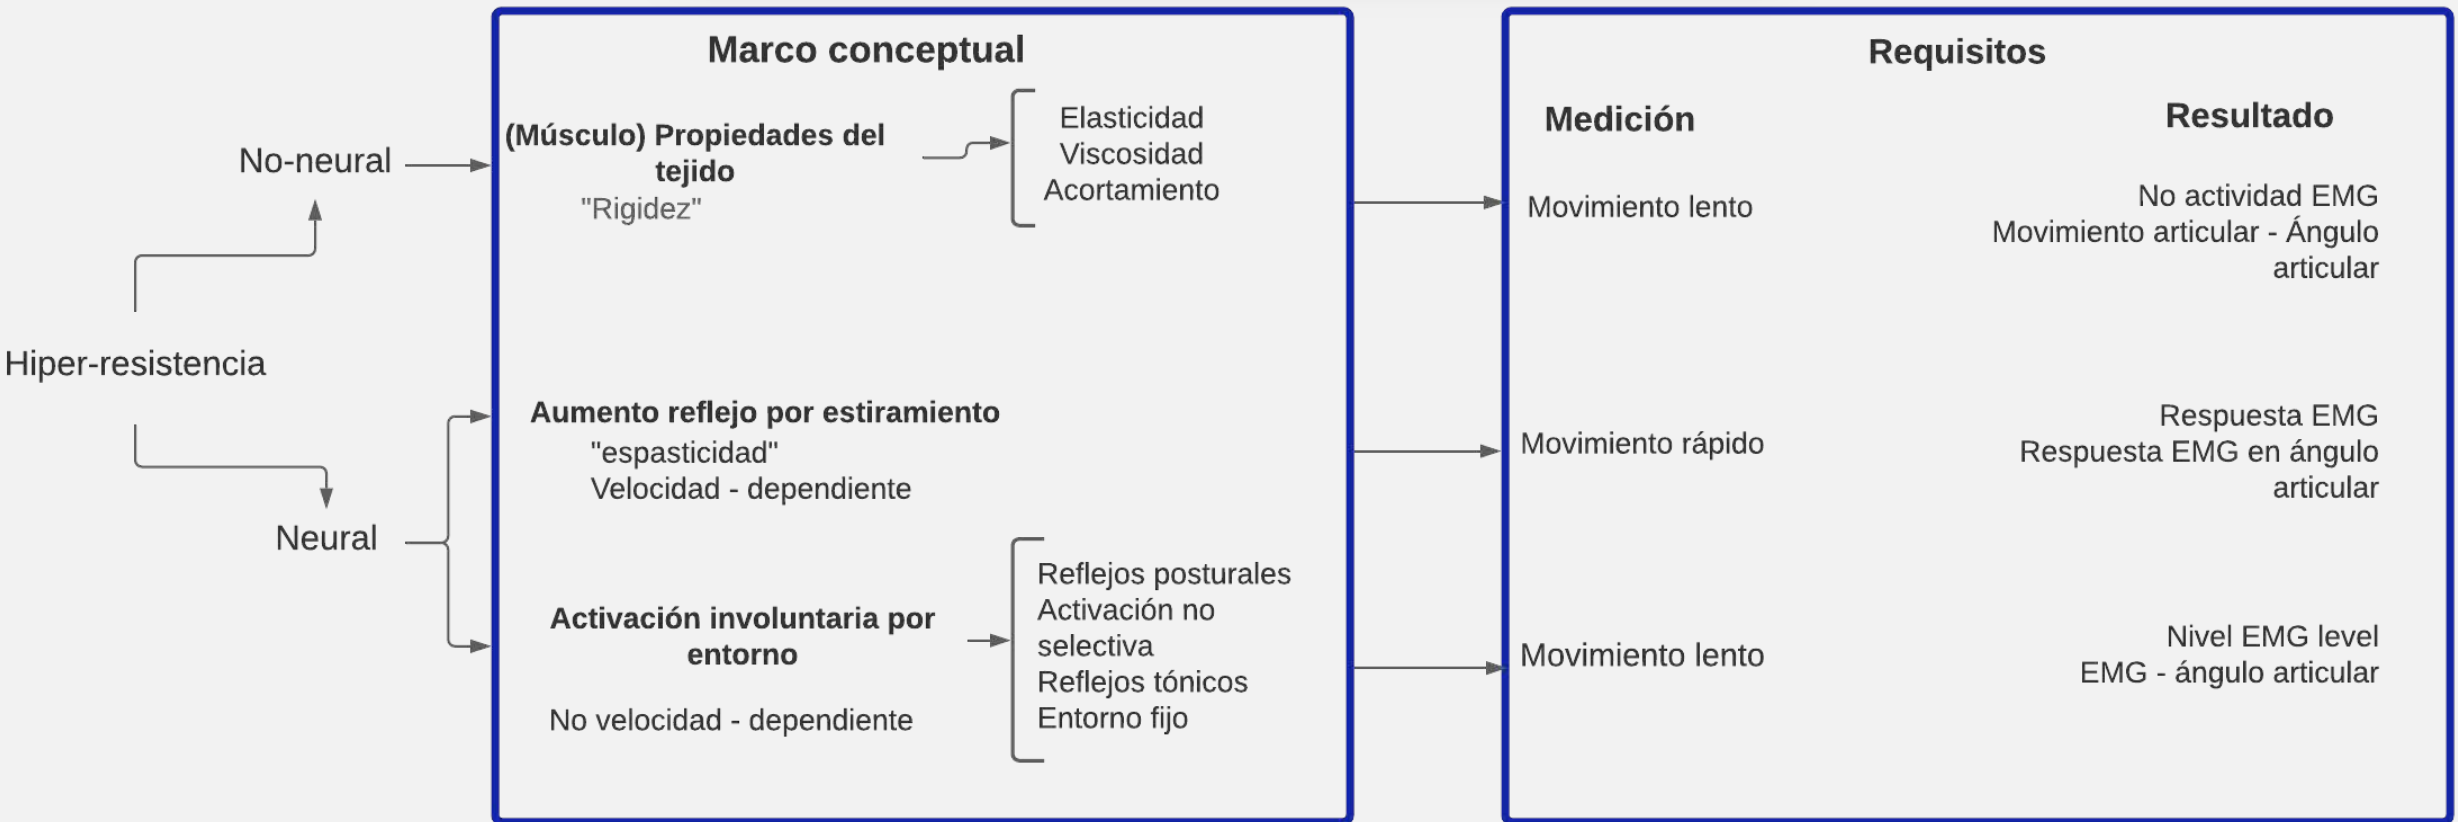 Marco conceptual
Requisitos
Medición
Resultado
Hiper-resistencia
No-neural
(Músculo) Propiedades del
tejido
"Rigidez"
Elasticidad
Viscosidad
Acortamiento
Movimiento lento
No actividad EMG
Movimiento articular - Ángulo
articular
Neural
Aumento reflejo por estiramiento
"espasticidad"
Velocidad - dependiente
Movimiento rápido
Respuesta EMG
Respuesta EMG en ángulo
articular
Activación involuntaria por
entorno
No velocidad - dependiente
Reflejos posturales
Activación no
selectiva
Reflejos tónicos
Entorno fijo
Movimiento lento
Nivel EMG level
EMG - ángulo articular